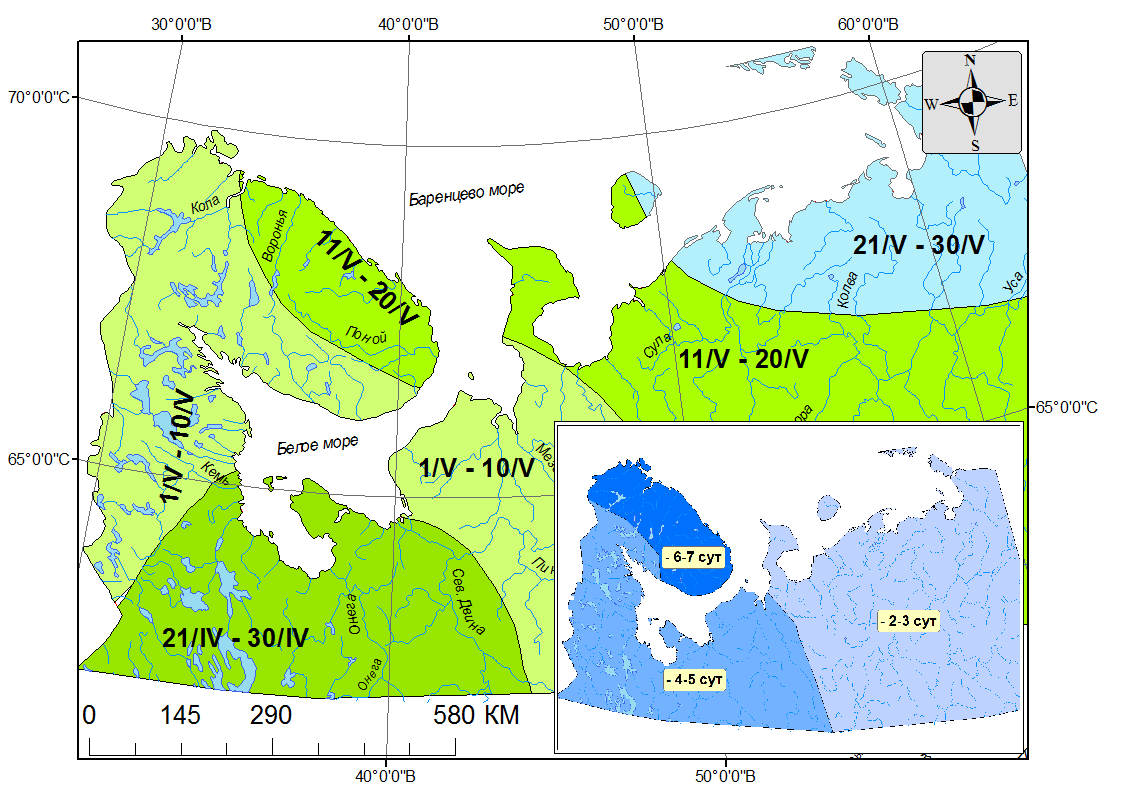 30°0'0"В 40°0'0"В 50°0'0"В 60°0'0"В
70°0'0"С
N
W E
S
Баренцево море
Кола
Воронья
11/V - 20/V
Поной
21/V - 30/V
Колва
Уса
Сула
11/V - 20/V
65°0'0"С
65°0'0"С
1/V - 10/V
Кемь
Белое море
1/V - 10/V
21/IV - 30/IV
Онега
Онега
Сев. Двина
- 6-7 сут
- 2-3 сут
- 4-5 сут
0 145 290 580 КМ
40°0'0"В 50°0'0"В